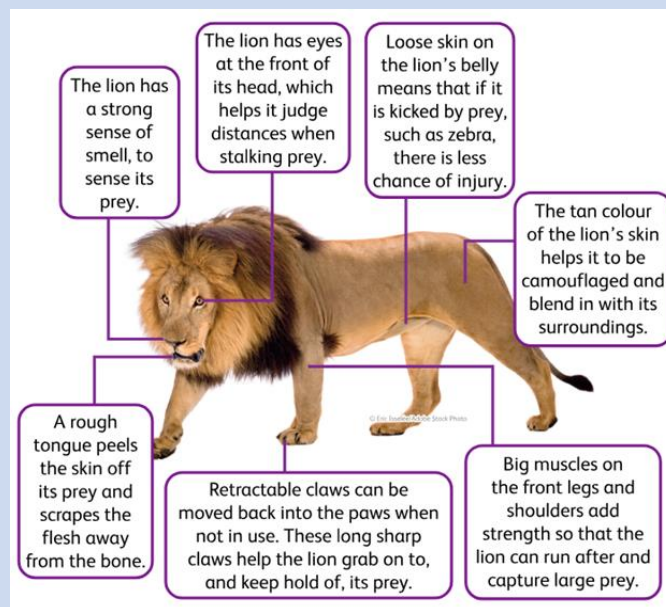 The lion has
a strong
sense of
smell, to
sense its
prey.
The lion has eyes
at the front of
its head, which
helps it judge
distances when
stalking prey.
Loose skin on
the lion's belly
means that if it
is kicked by prey,
such as zebra,
there is less
chance of injury.
The tan colour
of the lion's skin
helps it to be
camouflaged and
blend in with its
surroundings.
A rough
tongue peels
the skin off
its prey and
scrapes the
flesh away
from the bone.
Retractable claws can be
moved back into the paws when
not in use. These long sharp
claws help the lion grab on to,
and keep hold of, its prey.
Big muscles on
the front legs and
shoulders add
strength so that the
lion can run after and
capture large prey.
Adobe Stock Photo